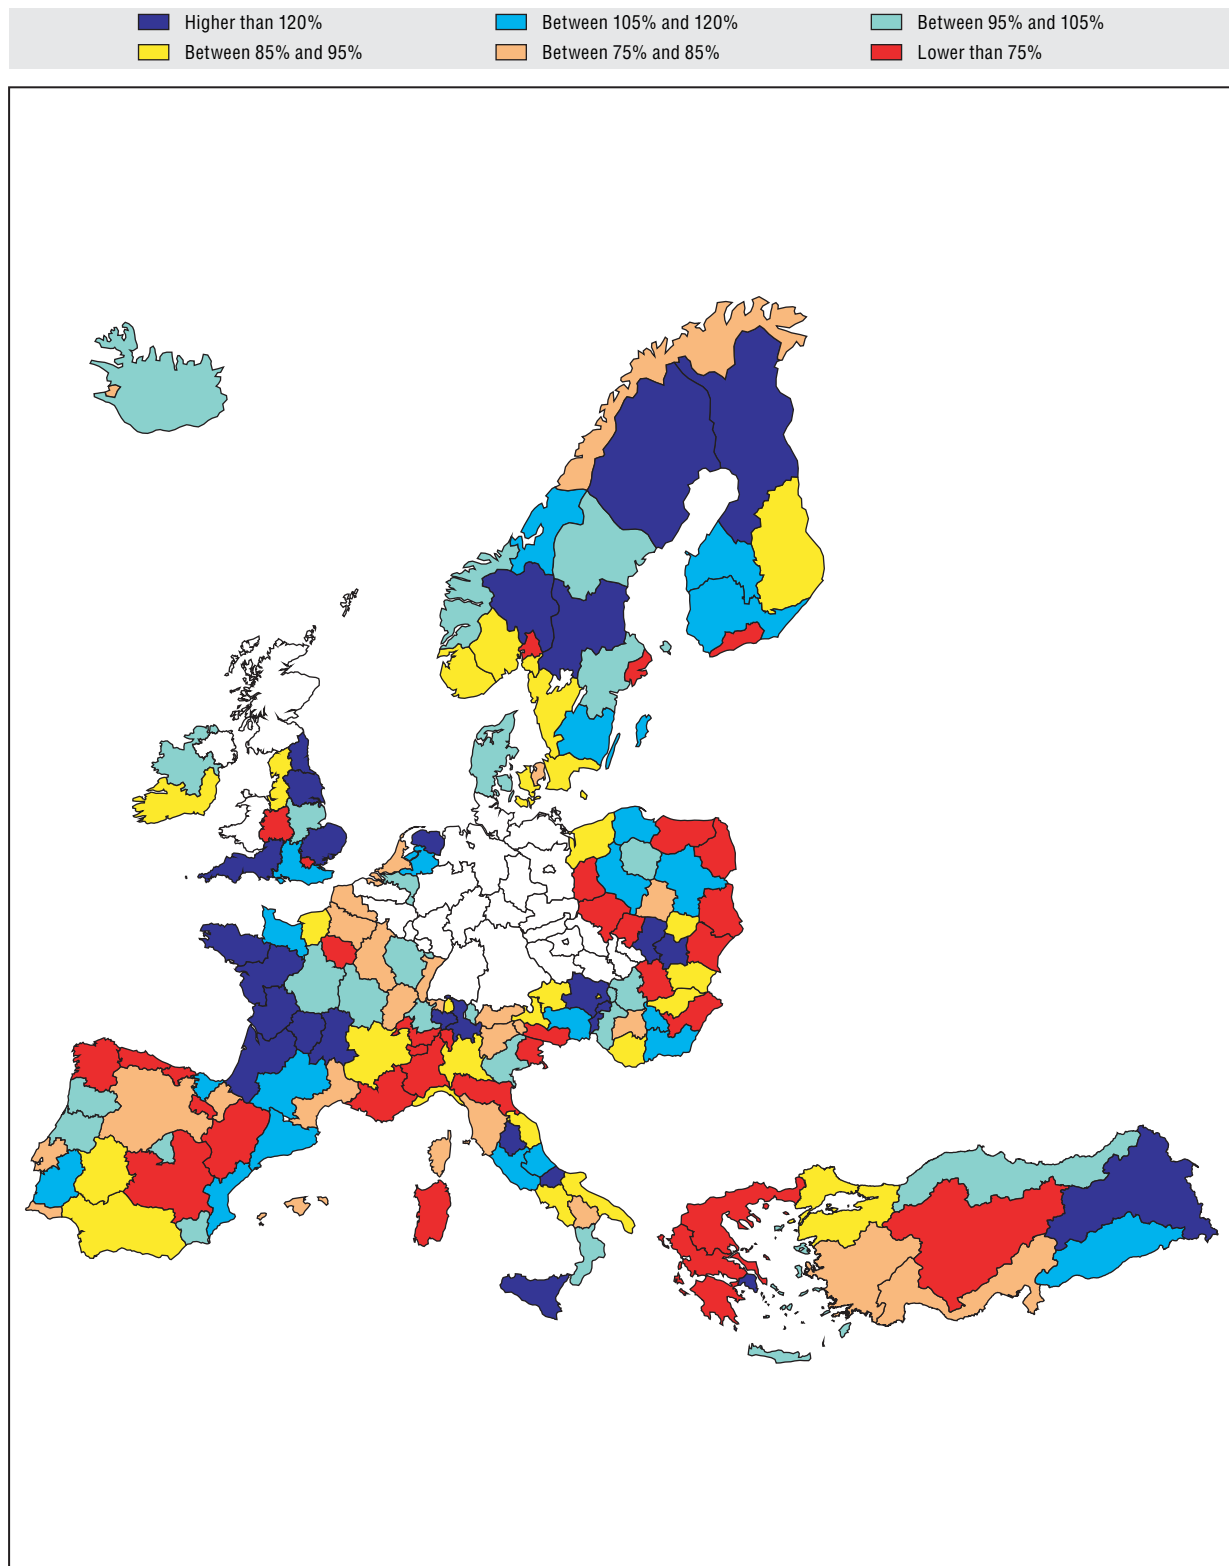 Higher than 120% Between 105% and 120% Between 95% and 105%
Between 85% and 95% Between 75% and 85% Lower than 75%